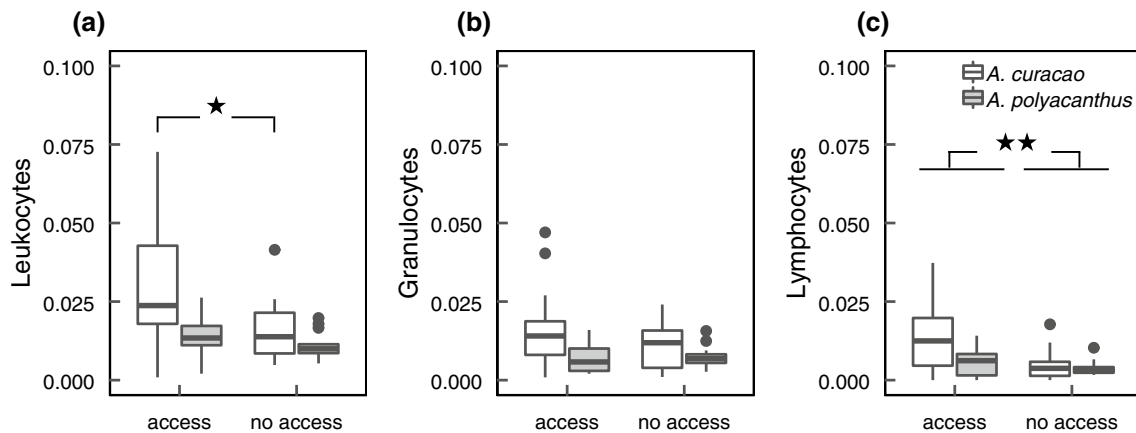 (a)
Leukocytes
0.100
0.075
0.050
0.025
0.000
access no access
(b)
Granulocytes
0.100
0.075
0.050
0.025
0.000
access no access
(c)
Lymphocytes
0.100
0.075
0.050
0.025
0.000
A. curacao
A. polyacanthus
access no access